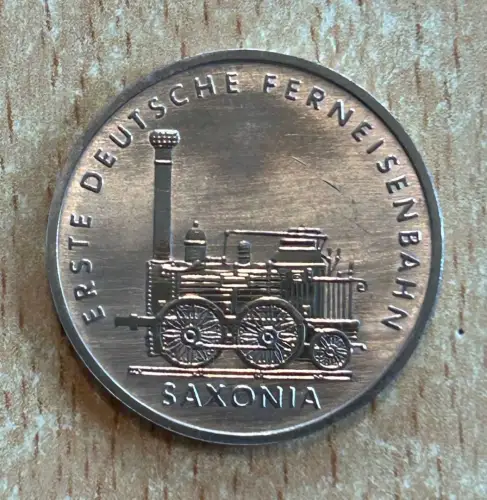 ERSTE DEUTSCHE FERNEISENBAHN
SAXONIA